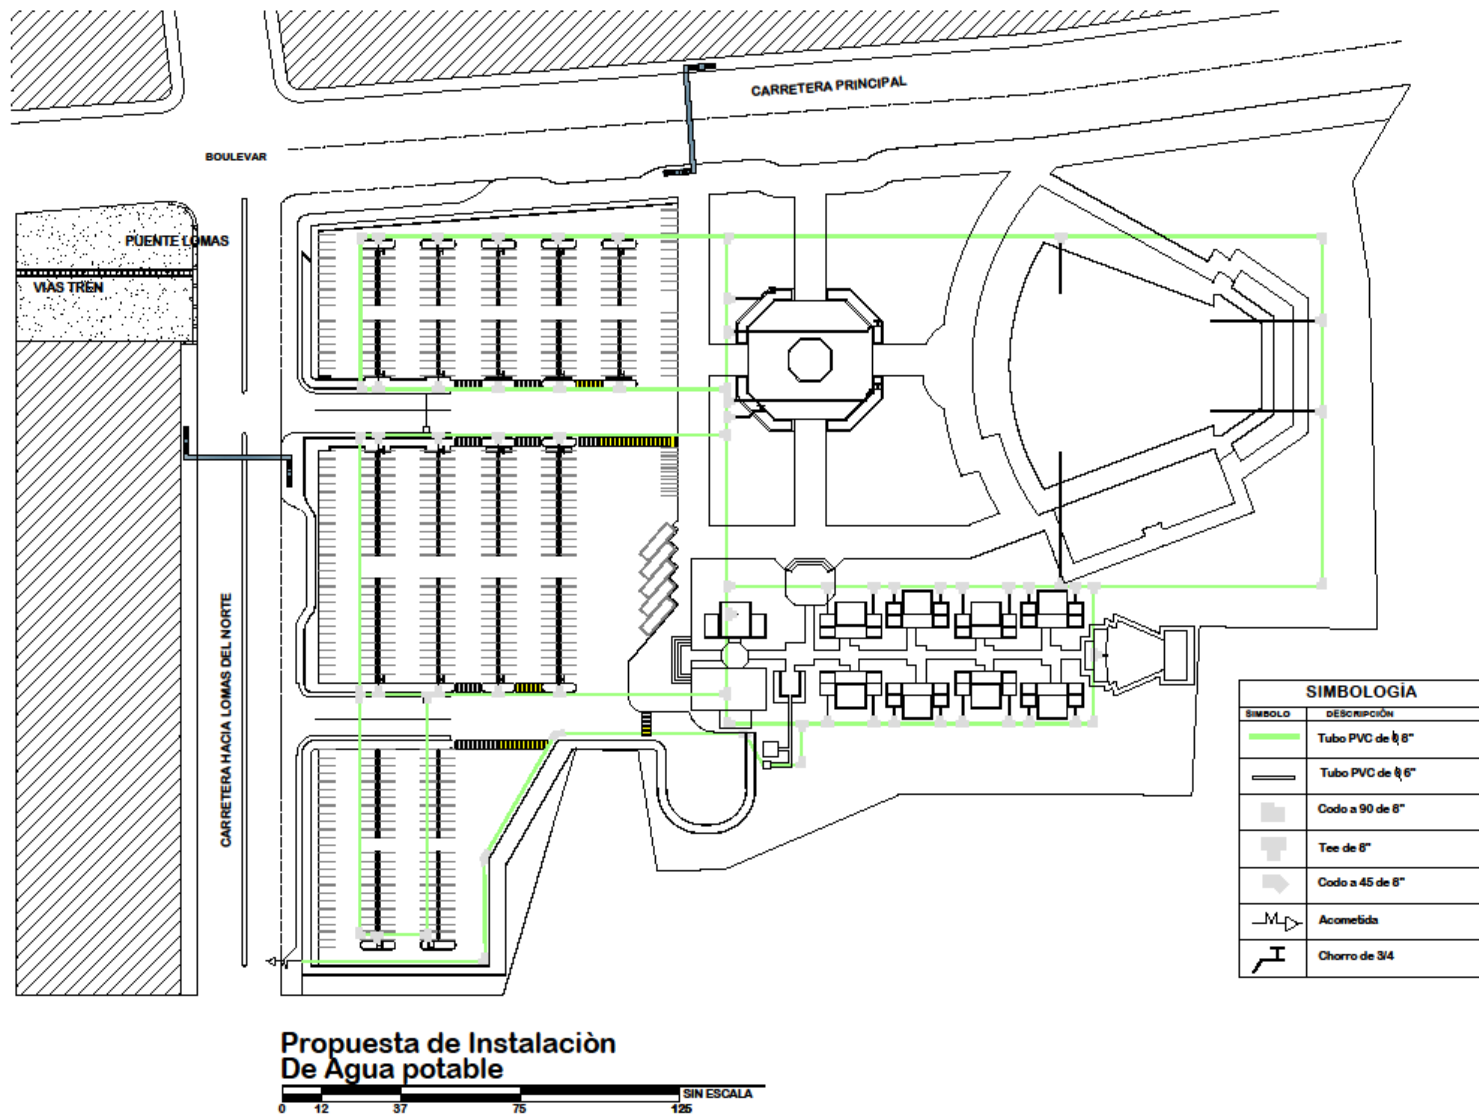 CARRETERA PRINCIPAL
BOULEVAR
PUENTE LOMAS
VIAS TREN
CARRETERA HACIA LOMAS DEL NORTE
SIMBOLOGÍA
SIMBOLO DESCRIPCIÓN
Tubo PVC de ϕ 8"
Tubo PVC de ϕ 6"
Codo a 90 de 8"
Tee de 8"
Codo a 45 de 8"
M Acometida
Chorro de 3/4
Propuesta de Instalaciòn
De Agua potable
SIN ESCALA
0 12 37 75 125